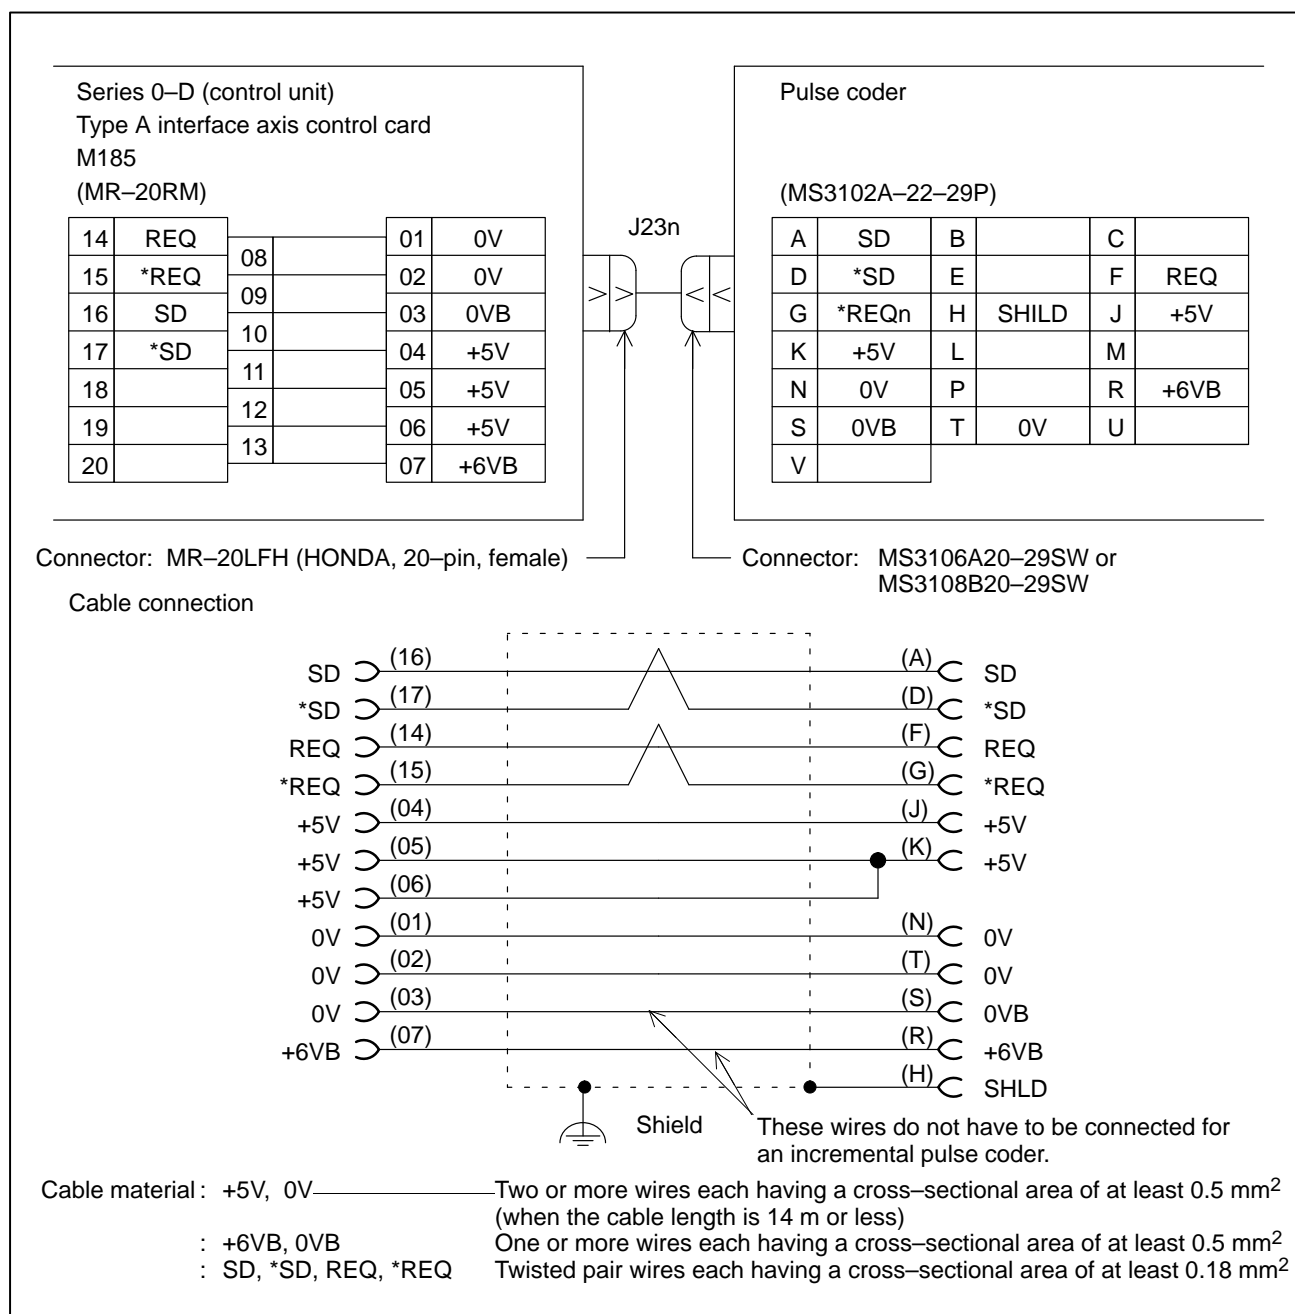 Series 0–D (control unit)
Type A interface axis control card
M185
(MR–20RM)
14 REQ
15 *REQ
16 SD
17 *SD
18
19
20
08
09
10
11
12
13
01 0V
02 0V
03 0VB
04 +5V
05 +5V
06 +5V
07 +6VB
J23n
Pulse coder
(MS3102A–22–29P)
A SD B C
D *SD E F REQ
G *REQn H SHILD J +5V
K +5V L M
N 0V P R +6VB
S 0VB T 0V U
V
Connector: MR–20LFH (HONDA, 20–pin, female)
Connector: MS3106A20–29SW or
MS3108B20–29SW
Cable connection
SD (16) (A) SD
*SD (17) (D) *SD
REQ (14) (F) REQ
*REQ (15) (G) *REQ
+5V (04) (J) +5V
+5V (05) (K) +5V
+5V (06)
0V (01) (N) 0V
0V (02) (T) 0V
0V (03) (S) 0VB
+6VB (07) (R) +6VB
(H) SHLD
Shield
These wires do not have to be connected for
an incremental pulse coder.
Cable material : +5V, 0V Two or more wires each having a cross–sectional area of at least 0.5 mm²
(when the cable length is 14 m or less)
: +6VB, 0VB One or more wires each having a cross–sectional area of at least 0.5 mm²
: SD, *SD, REQ, *REQ Twisted pair wires each having a cross–sectional area of at least 0.18 mm²